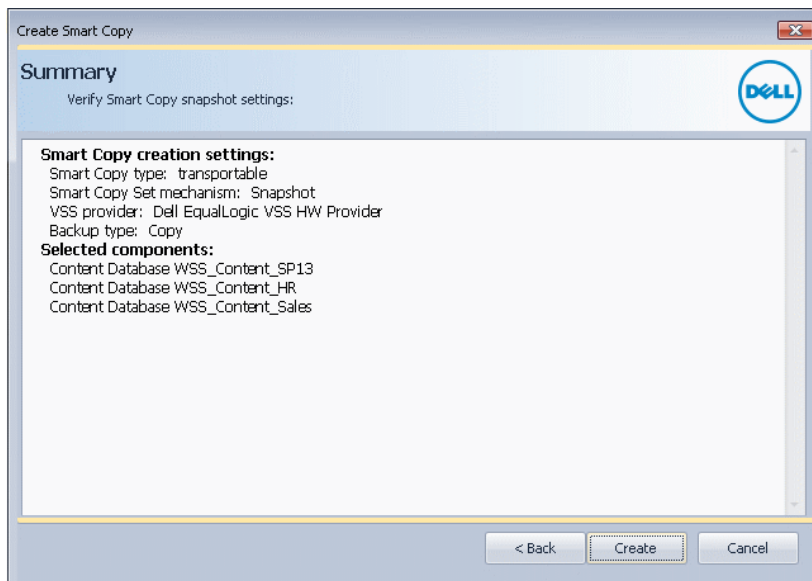 Create Smart Copy
Summary
Verify Smart Copy snapshot settings:
DELL
Smart Copy creation settings:
Smart Copy type: transportable
Smart Copy Set mechanism: Snapshot
VSS provider: Dell EqualLogic VSS HW Provider
Backup type: Copy
Selected components:
Content Database WSS_Content_SP13
Content Database WSS_Content_HR
Content Database WSS_Content_Sales
< Back
Create
Cancel